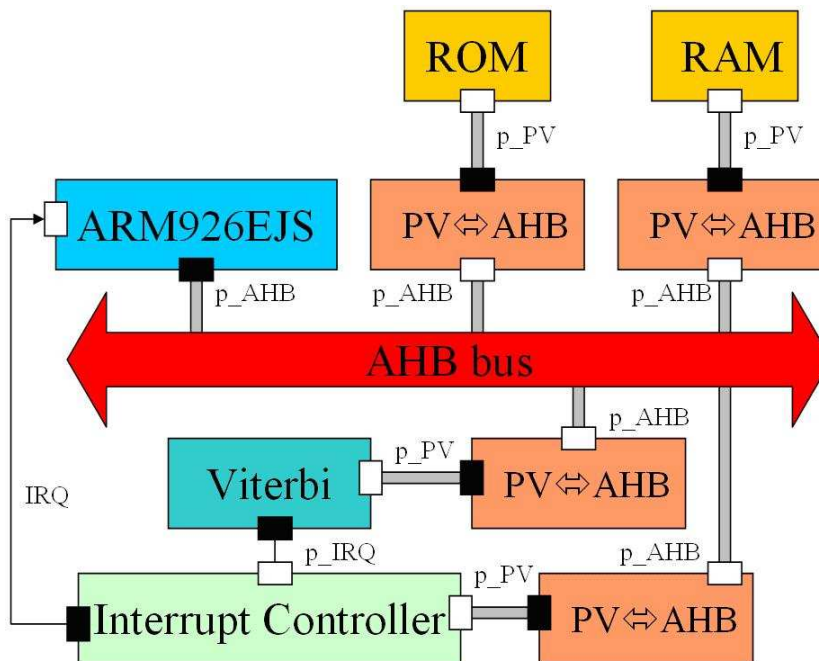 ROM
RAM
p_PV
p_PV
ARM926EJS
PV⇔AHB
PV⇔AHB
p_AHB
p_AHB
p_AHB
AHB bus
p_AHB
p_PV
Viterbi
PV⇔AHB
IRQ
p_IRQ
p_AHB
p_PV
Interrupt Controller
PV⇔AHB